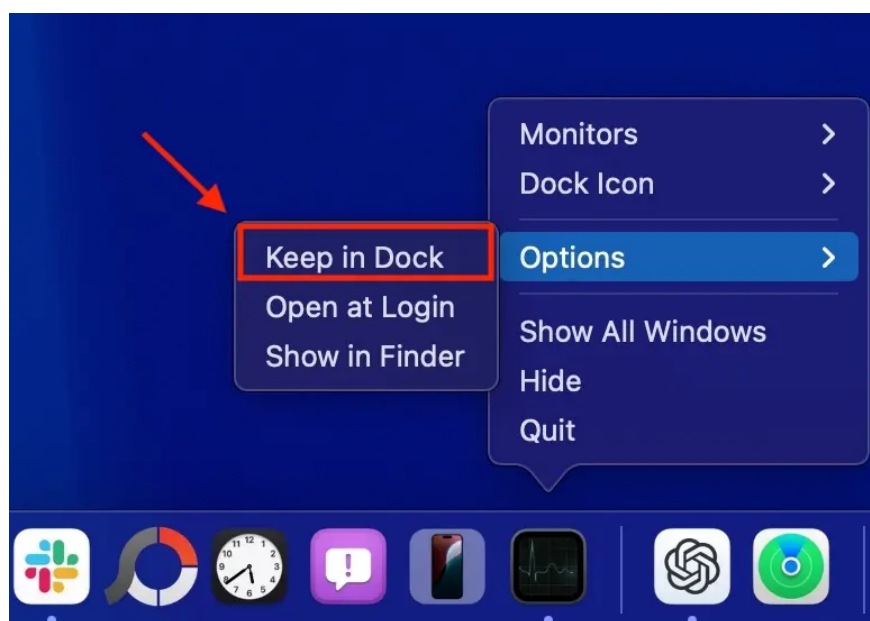 Monitors
Dock Icon
Options
Keep in Dock
Open at Login
Show in Finder
Show All Windows
Hide
Quit